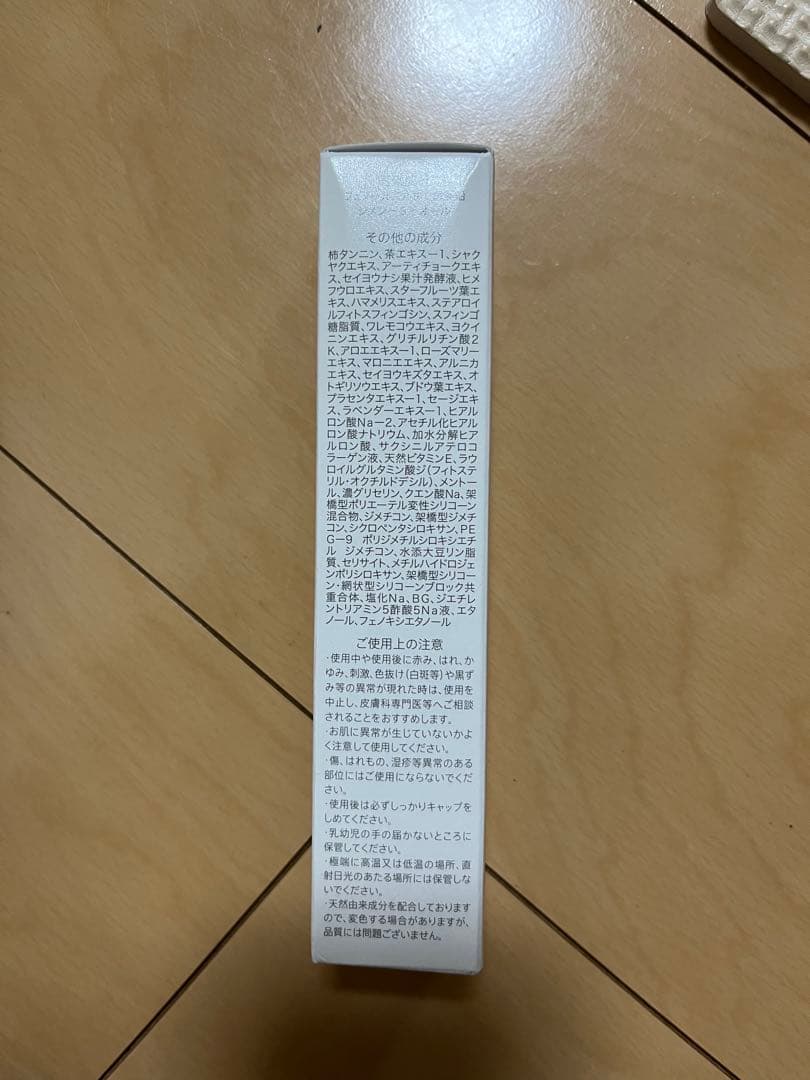 その他の成分
柿タンニン、茶エキス－1、シャク
ヤクエキス、アーティチョークエキ
ス、セイヨウナシ果汁発酵液、ヒメ
フウロエキス、スターフルーツ葉エ
キス、ハマメリスエキス、ステアロイ
ルフィトスフィンゴシン、スフィンゴ
糖脂質、ワレモコウエキス、ヨクイ
ニンエキス、グリチルリチン酸2
K、アロエエキス－1、ローズマリー
エキス、マロニエエキス、アルニカ
エキス、セイヨウキズタエキス、オ
トギリソウエキス、ブドウ葉エキス、
プラセンタエキス－1、セージエキ
ス、ラベンダーエキス－1、ヒアル
ロン酸Na－2、アセチル化ヒアル
ロン酸ナトリウム、加水分解ヒア
ルロン酸、サクシニルアテロコ
ラーゲン液、天然ビタミンE、ラウ
ロイルグルタミン酸ジ(フィトステ
リル・オクチルドデシル)、メントー
ル、濃グリセリン、クエン酸Na、架
橋型ポリエーテル変性シリコーン
混合物、ジメチコン、架橋型ジメチ
コン、シクロペンタシロキサン、PE
G－9 ポリジメチルシロキシエチ
ル ジメチコン、水添大豆リン脂
質、セリサイト、メチルハイドロジェ
ンポリシロキサン、架橋型シリコー
ン・網状型シリコーンブロック共
重合体、塩化Na、BG、ジエチレ
ントリアミン5酢酸5Na液、エタ
ノール、フェノキシエタノール
ご使用上の注意
・使用中や使用後に赤み、はれ、か
ゆみ、刺激、色抜け(白斑等)や黒ず
み等の異常が現れた時は、使用を
中止し、皮膚科専門医等へご相談
されることをおすすめします。
・お肌に異常が生じていないかよ
く注意して使用してください。
・傷、はれもの、湿疹等異常のある
部位にはご使用にならないでくだ
さい。
・使用後は必ずしっかりキャップを
しめてください。
・乳幼児の手の届かないところに
保管してください。
・極端に高温又は低温の場所、直
射日光のあたる場所には保管しな
いでください。
・天然由来成分を配合しております
ので、変色する場合がありますが、
品質には問題ございません。